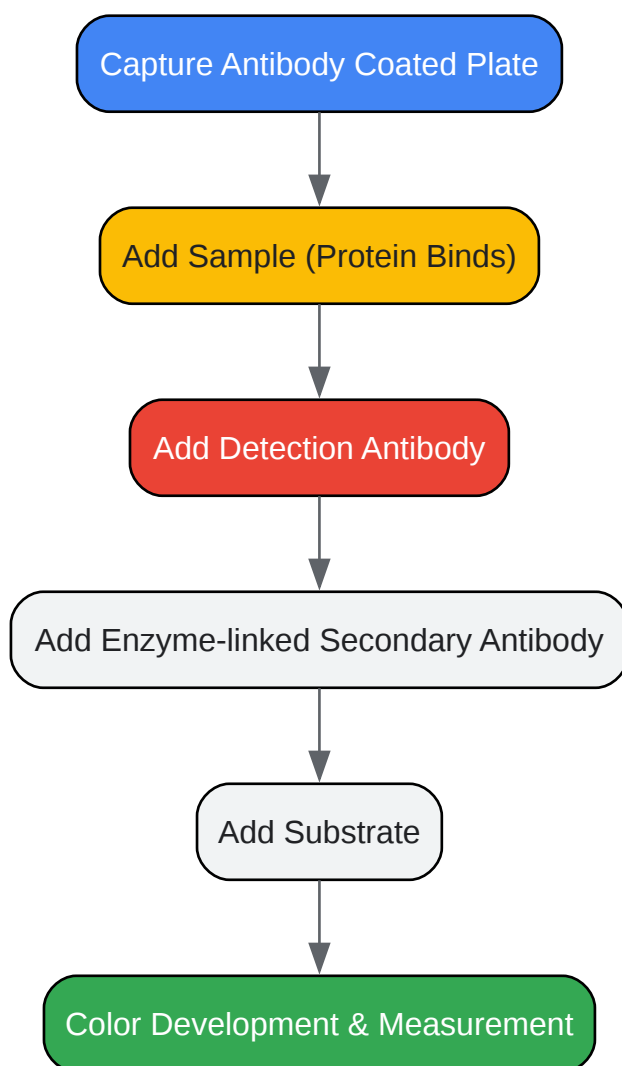 Capture Antibody Coated Plate
Add Sample (Protein Binds)
Add Detection Antibody
Add Enzyme-linked Secondary Antibody
Add Substrate
Color Development & Measurement